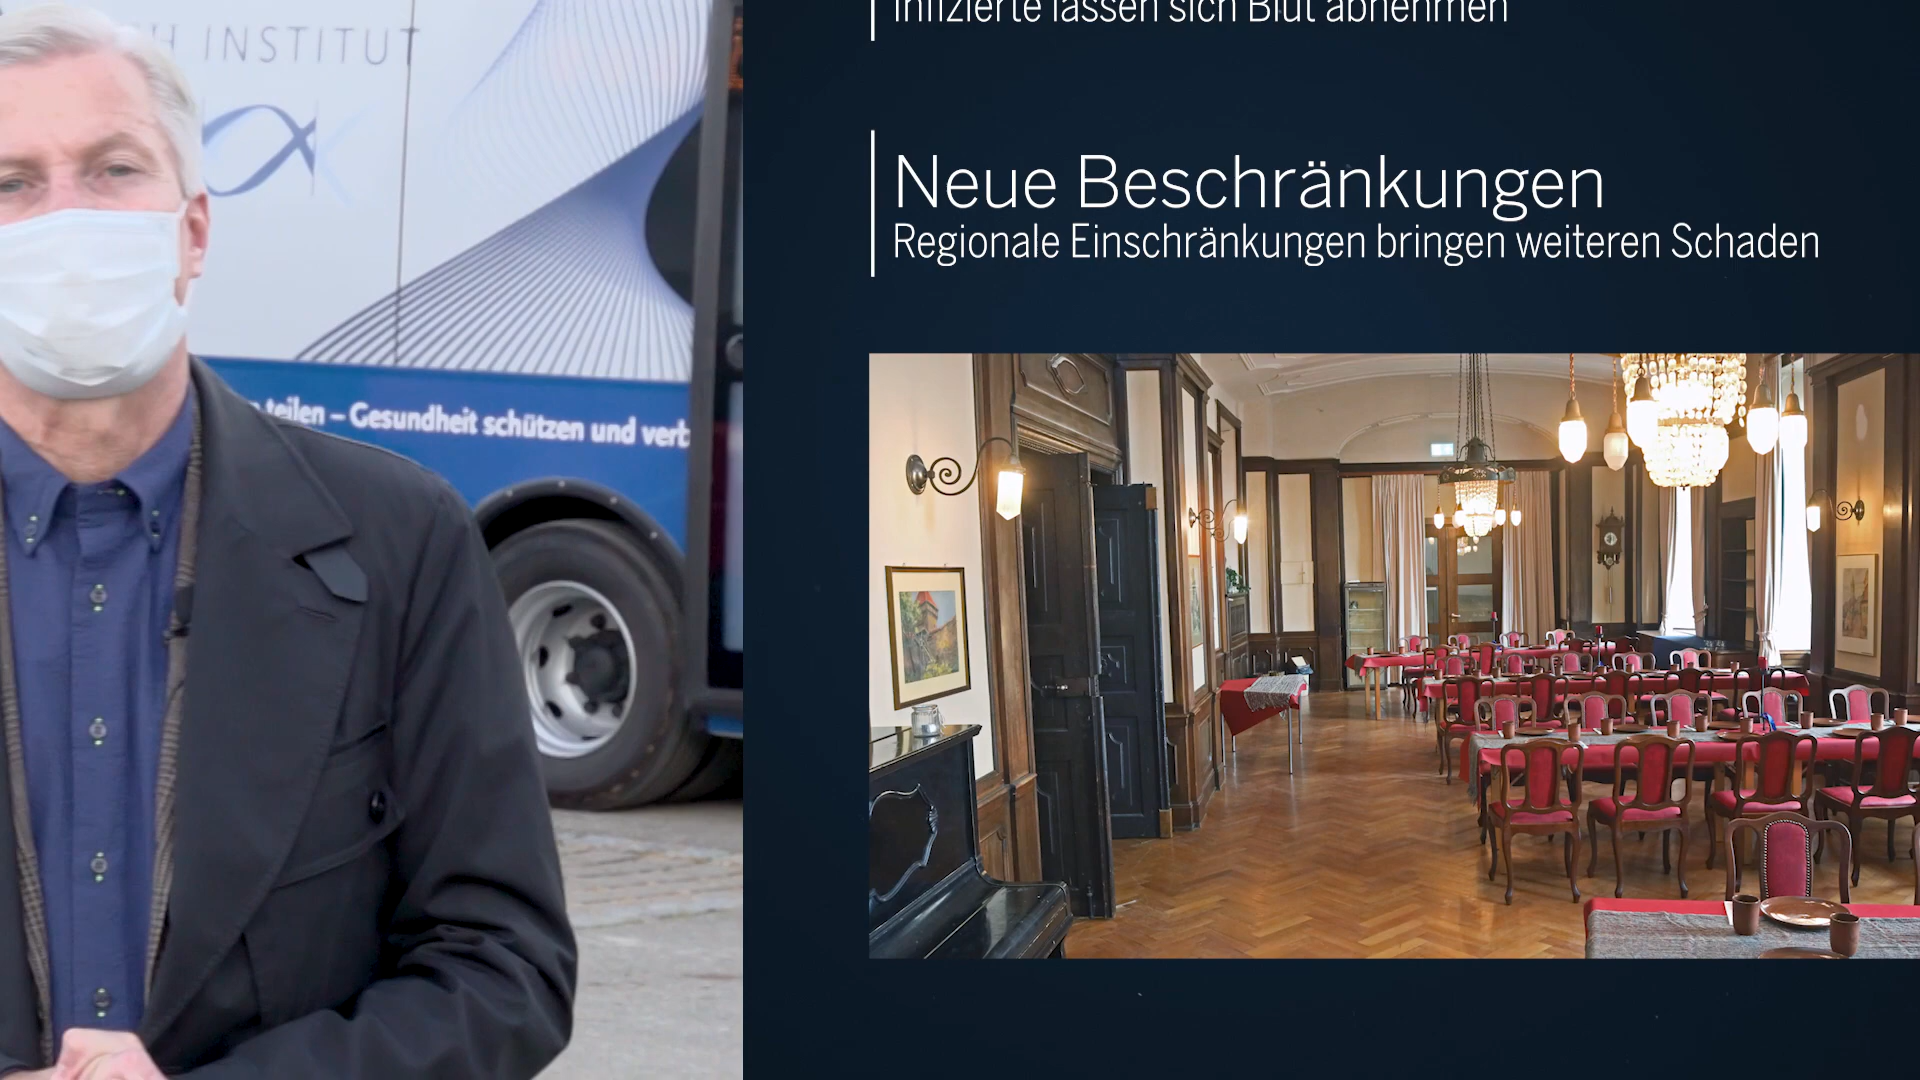 INSTITUT
teilen – Gesundheit schützen und verb
Infizierte lassen sich Blut abnehmen
Neue Beschränkungen
Regionale Einschränkungen bringen weiteren Schaden